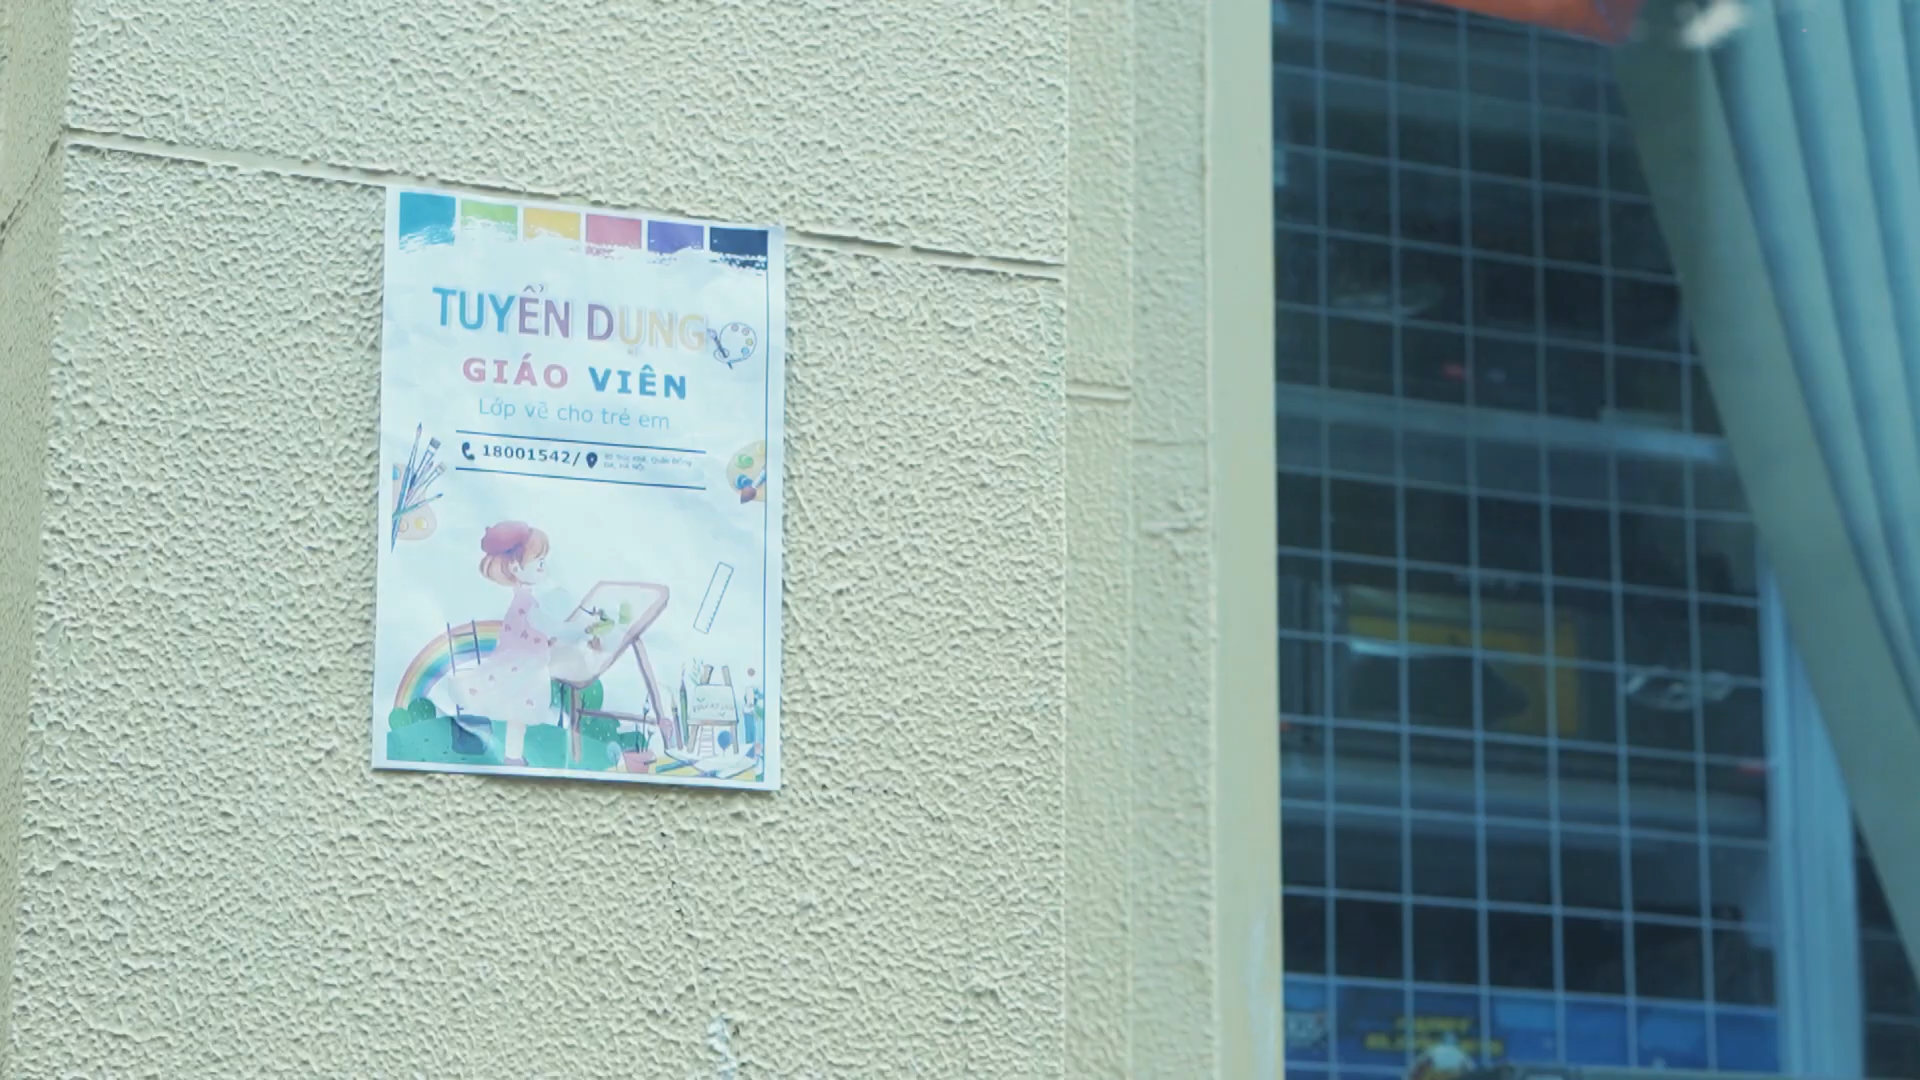 TUYỂN DỤNG
GIÁO VIÊN
Lớp vẽ cho trẻ em
18001542/